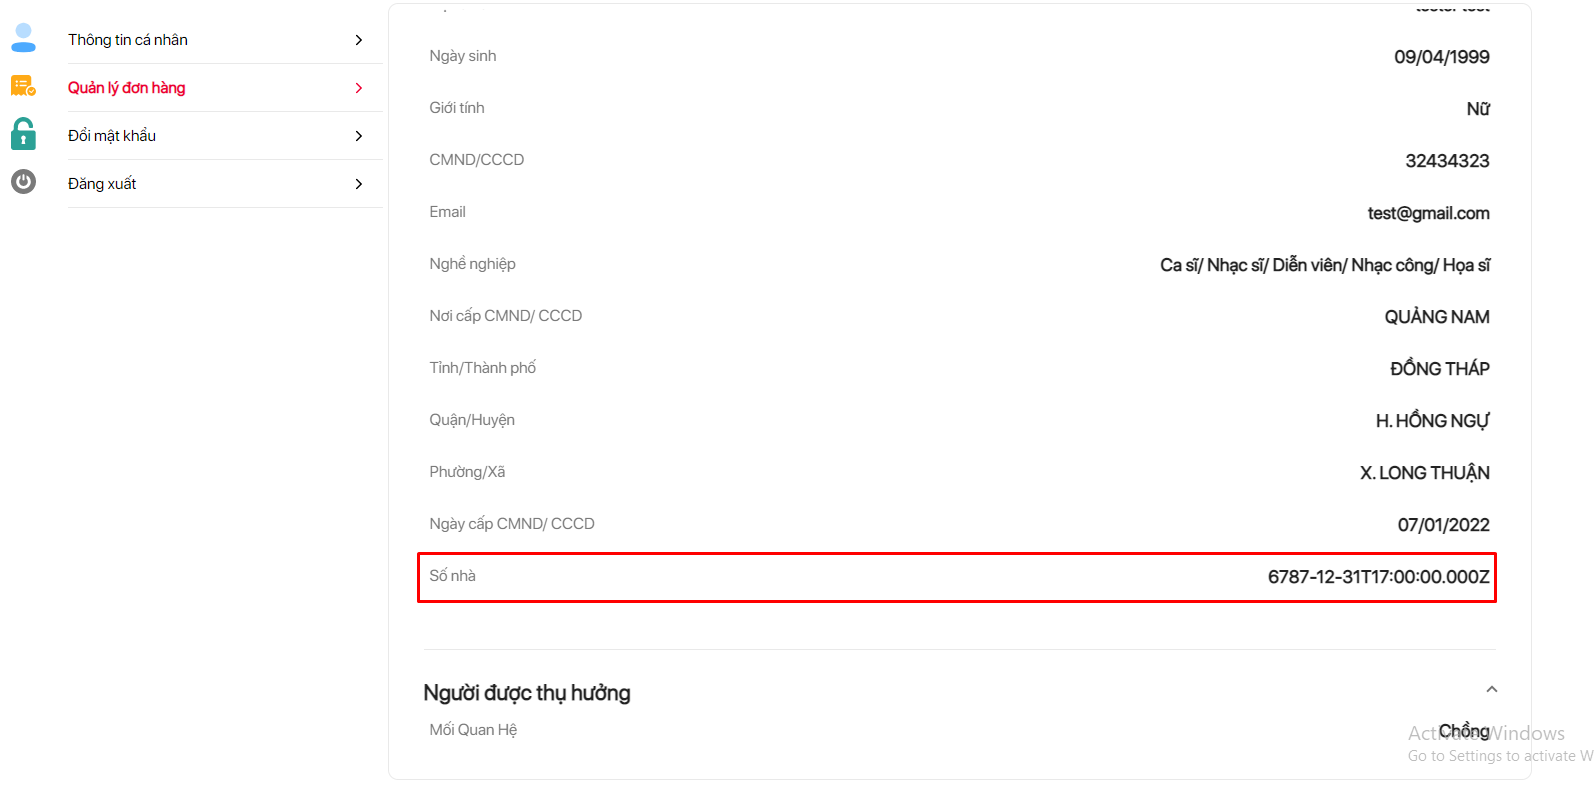 Thông tin cá nhân
Quản lý đơn hàng
Đổi mật khẩu
Đăng xuất
Ngày sinh 09/04/1999
Giới tính Nữ
CMND/CCCD 32434323
Email test@gmail.com
Nghề nghiệp Ca sĩ/ Nhạc sĩ/ Diễn viên/ Nhạc công/ Họa sĩ
Nơi cấp CMND/ CCCD QUẢNG NAM
Tỉnh/Thành phố ĐỒNG THÁP
Quận/Huyện H. HỒNG NGỰ
Phường/Xã X. LONG THUẬN
Ngày cấp CMND/ CCCD 07/01/2022
Số nhà 6787-12-31T17:00:00.000Z
Người được thụ hưởng
Mối Quan Hệ Chồng
Activate Windows
Go to Settings to activate W